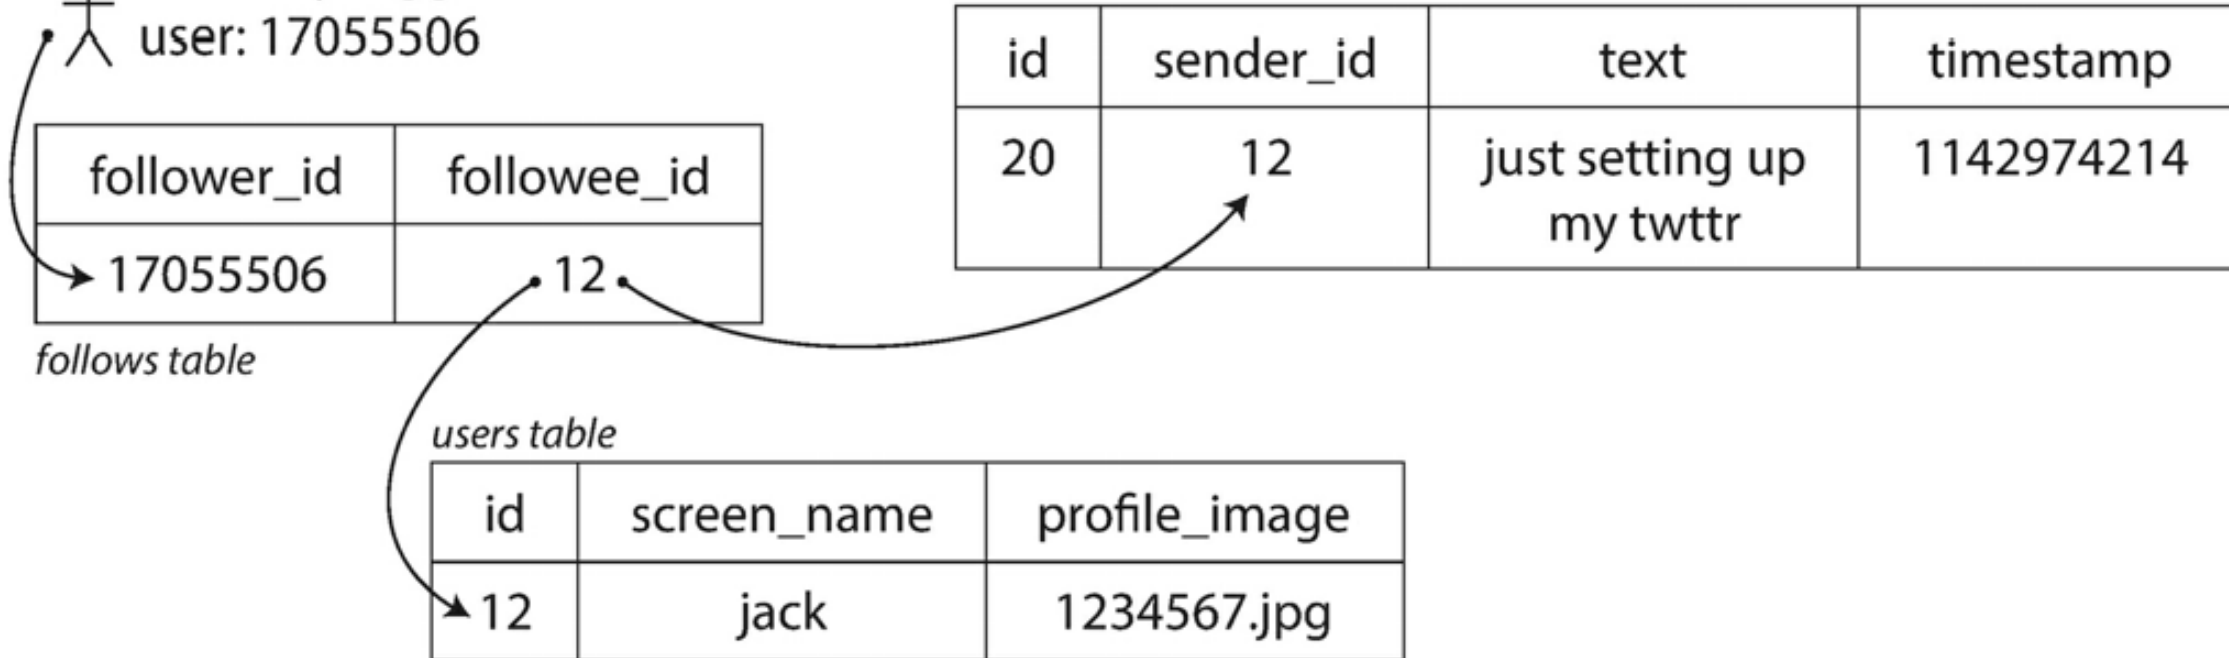 user: 17055506
id sender_id text timestamp
20 12 just setting up 1142974214
my twttr
follower_id followee_id
17055506 12
follows table
users table
id screen_name profile_image
12 jack 1234567.jpg